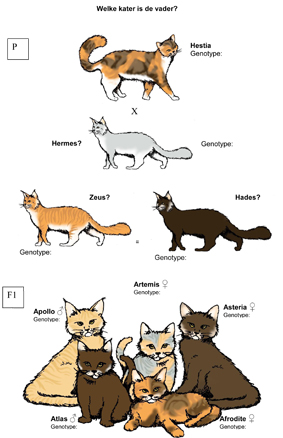 Welke kater is de vader?
P
Hestia
Genotype:
X
Hermes?
Genotype:
Zeus?
Hades?
Genotype:
=
Genotype:
F1
Artemis ♀
Genotype:
Apollo ♂
Genotype:
Asteria ♀
Genotype:
Atlas ♂
Genotype:
Afrodite ♀
Genotype: